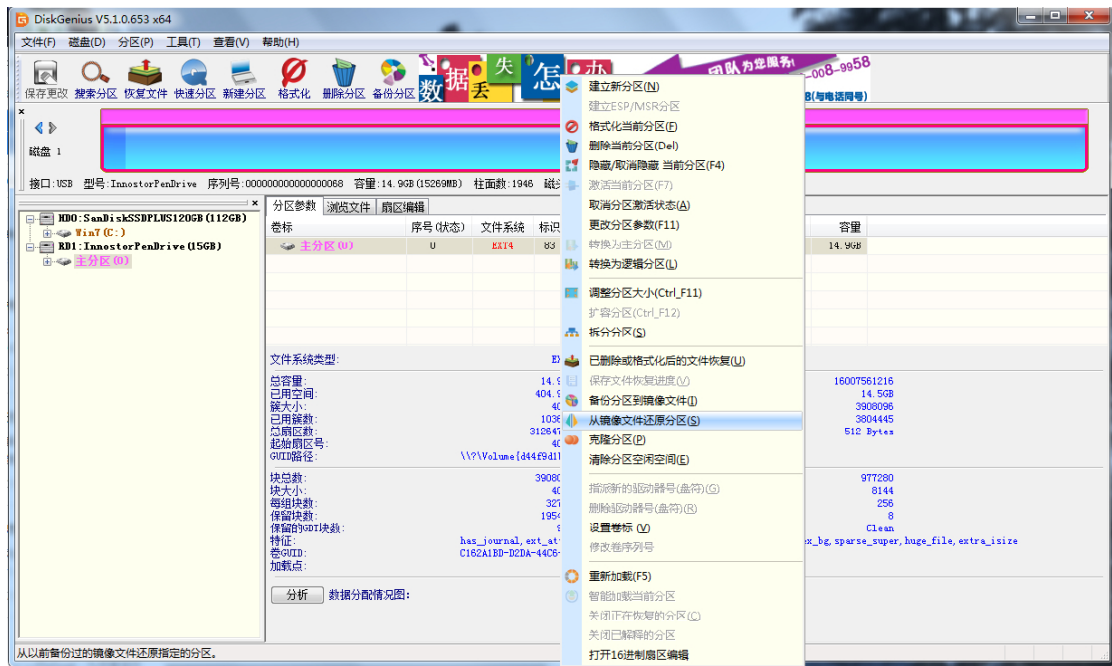 DiskGenius V5.1.0.653 x64
文件(F) 磁盘(D) 分区(P) 工具(T) 查看(V) 帮助(H)
保存更改 搜索分区 恢复文件 快速分区 新建分区 格式化 删除分区 备份分区
数据丢失怎办
团队为您服务
-008-9958
(与电话同号)
磁盘 1
接口:USB 型号:InnostorPenDrive 序列号:000000000000000068 容量:14.9GB(15269MB) 柱面数:1946
HD0:SanDiskSSDPLUS120GB(112GB)
Win7(C:)
RD1:InnostorPenDrive(15GB)
主分区(0)
分区参数 浏览文件 扇区编辑
卷标 序号(状态) 文件系统 标识 容量
主分区(0) 0 EXT4 83 14.9GB
文件系统类型:
总容量: 14.9 16007561216
已用空间: 404.9 14.5GB
簇大小: 40 3908096
已用簇数: 1036 3804445
总扇区数: 312647 512 Bytes
起始扇区号: 40
GUID路径: \\?\Volume{d44f9d1
块总数: 39080 977280
块大小: 40 8144
每组块数: 327 256
保留块数: 1954 8
保留的GDT块数: Clean
特征: has_journal,ext_at ex_bg,sparse_super,huge_file,extra_isize
卷GUID: C162A1BD-D2DA-44C6-
加载点:
分析 数据分配情况图:
建立新分区(N)
建立ESP/MSR分区
格式化当前分区(F)
删除当前分区(Del)
隐藏/取消隐藏 当前分区(F4)
激活当前分区(F7)
取消分区激活状态(A)
更改分区参数(F11)
转换为主分区(M)
转换为逻辑分区(L)
调整分区大小(Ctrl_F11)
扩容分区(Ctrl_F12)
拆分分区(S)
已删除或格式化后的文件恢复(U)
保存文件恢复进度(V)
备份分区到镜像文件(I)
从镜像文件还原分区(S)
克隆分区(P)
清除分区空闲空间(E)
指派新的驱动器号(盘符)(G)
删除驱动器号(盘符)(R)
设置卷标 (V)
修改卷序列号
重新加载(F5)
智能加载当前分区
关闭正在恢复的分区(C)
关闭已解释的分区
打开16进制扇区编辑
从以前备份过的镜像文件还原指定的分区。